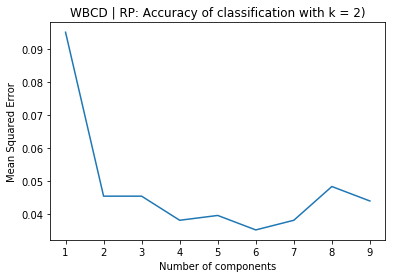 WBCD | RP: Accuracy of classification with k = 2)
Mean Squared Error
0.09
0.08
0.07
0.06
0.05
0.04
1 2 3 4 5 6 7 8 9
Number of components